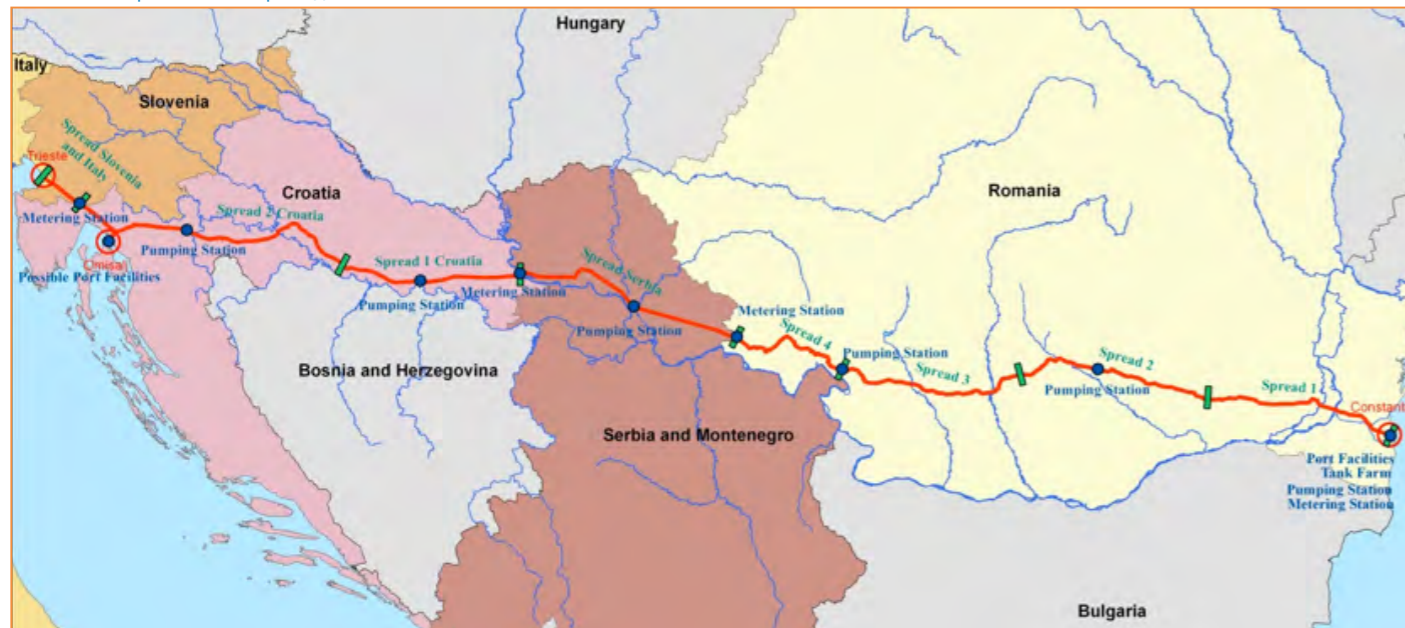 Hungary
Italy
Slovenia
Spread Slovenia
and Italy
Trieste
Croatia
Romania
Metering Station
Spread 2 Croatia
Pumping Station
Omisalj
Possible Port Facilities
Spread 1 Croatia
Pumping Station
Metering Station
Spread Serbia
Pumping Station
Metering Station
Spread 4
Pumping Station
Spread 3
Spread 2
Pumping Station
Spread 1
Constant
Bosnia and Herzegovina
Serbia and Montenegro
Port Facilities
Tank Farm
Pumping Station
Metering Station
Bulgaria